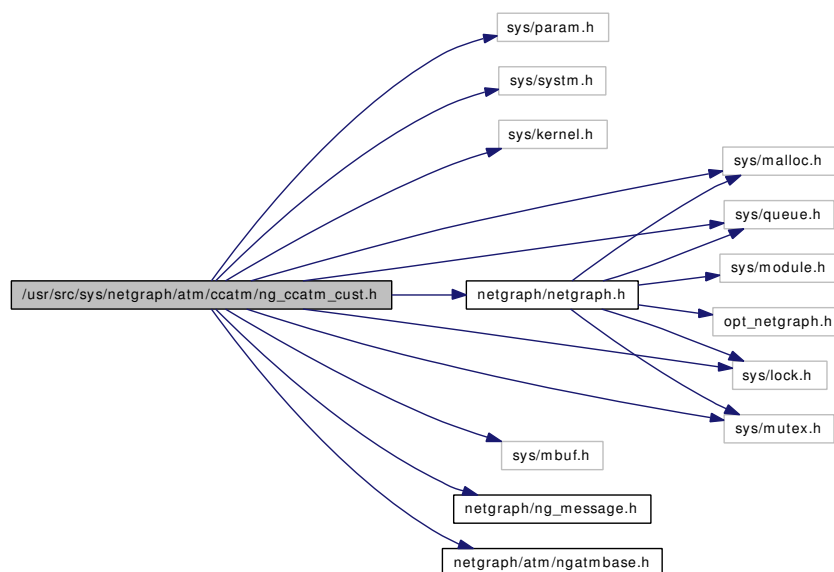 sys/param.h
sys/systm.h
sys/kernel.h
sys/malloc.h
sys/queue.h
sys/module.h
/usr/src/sys/netgraph/atm/ccatm/ng_ccatm_cust.h
netgraph/netgraph.h
opt_netgraph.h
sys/lock.h
sys/mutex.h
sys/mbuf.h
netgraph/ng_message.h
netgraph/atm/ngatmbase.h